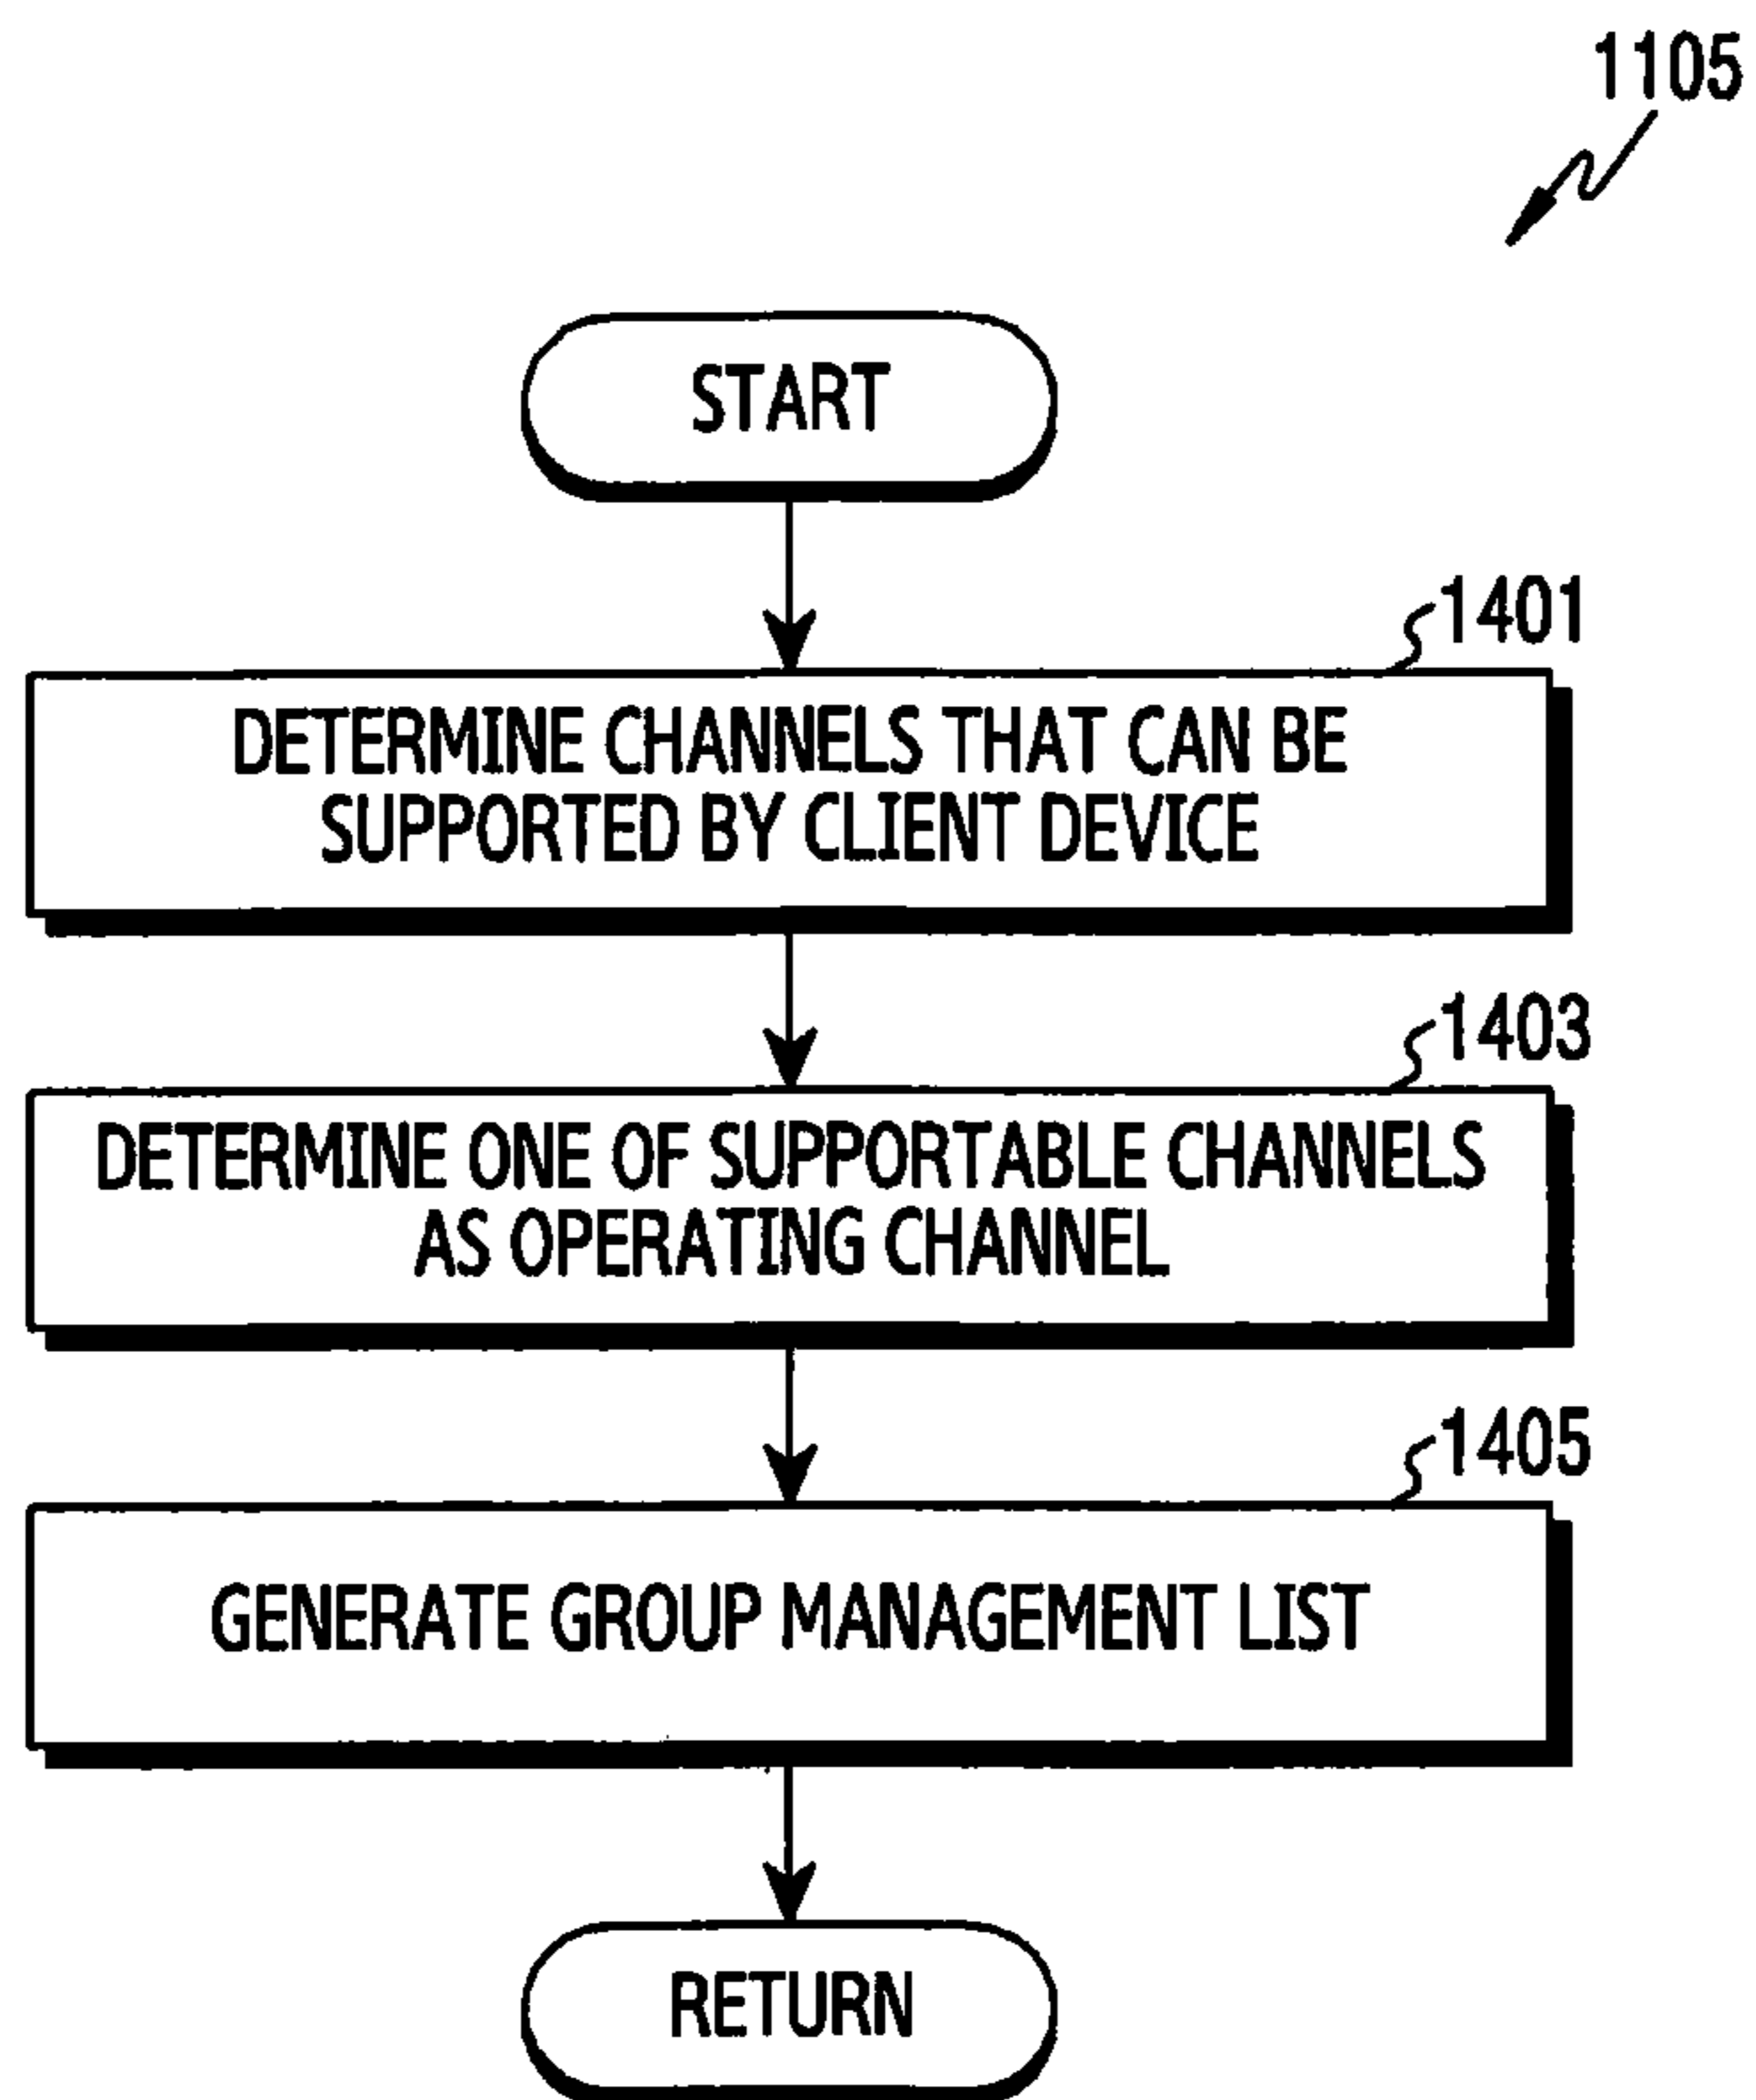 1105
START
1401
DETERMINE CHANNELS THAT CAN BE
SUPPORTED BY CLIENT DEVICE
1403
DETERMINE ONE OF SUPPORTABLE CHANNELS
AS OPERATING CHANNEL
1405
GENERATE GROUP MANAGEMENT LIST
RETURN